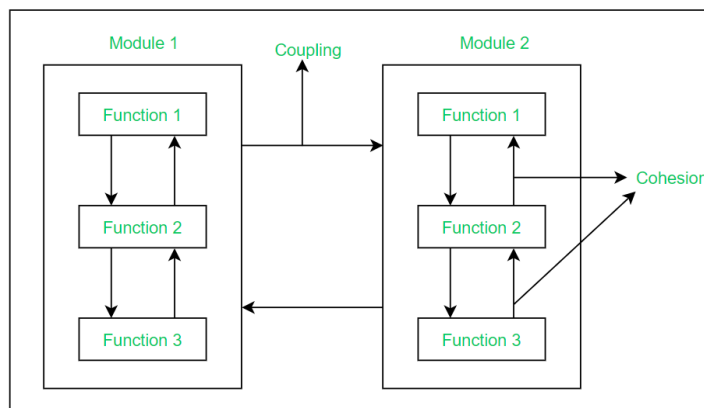 Module 1
Coupling
Module 2
Function 1
Function 2
Function 3
Function 1
Function 2
Function 3
Cohesion